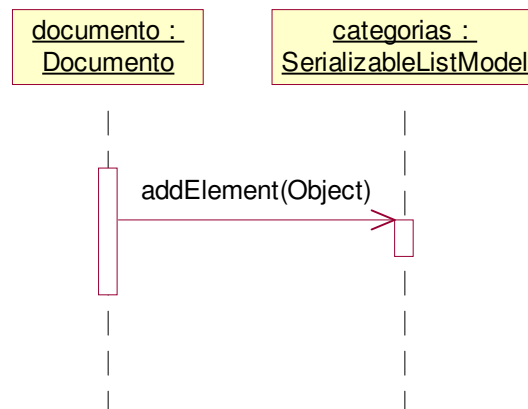 documento :
Documento
categorias :
SerializableListModel
addElement(Object)